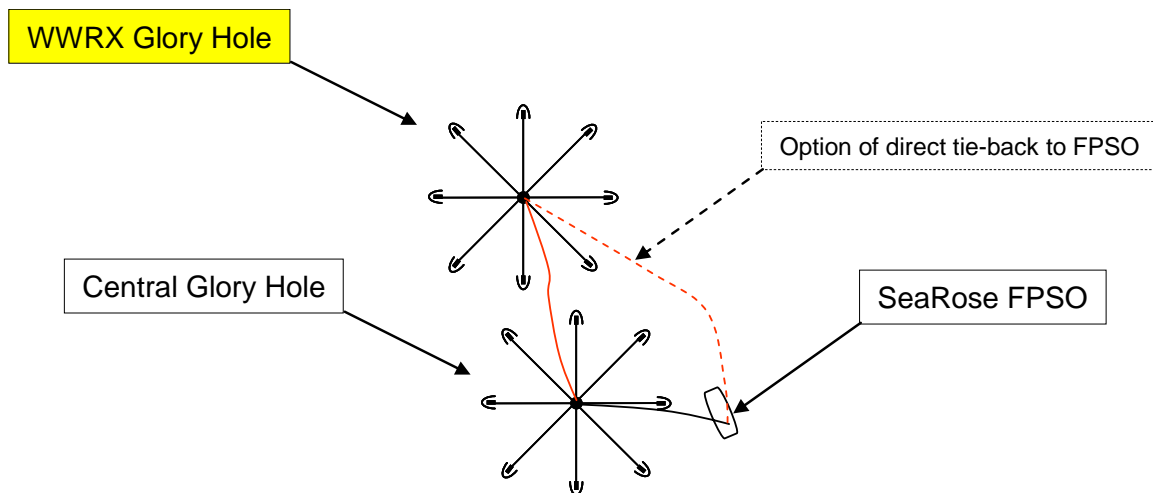 WWRX Glory Hole
Option of direct tie-back to FPSO
Central Glory Hole
SeaRose FPSO